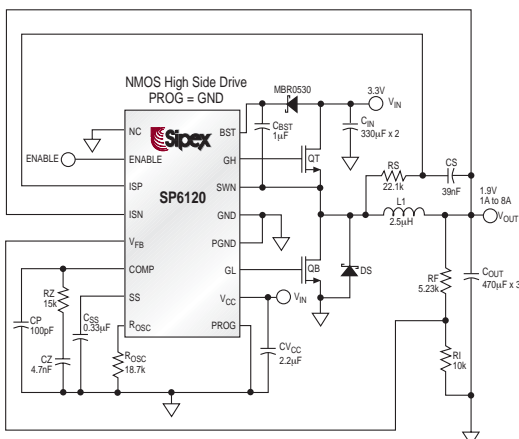 NMOS High Side Drive
PROG = GND
MBR0530
3.3V
VIN
CIN
330µF x 2
NC
Sipex
BST
CBST
1µF
ENABLE
ENABLE
GH
QT
RS
22.1k
CS
39nF
ISP
SWN
SP6120
1.9V
1A to 8A
VOUT
ISN
GND
L1
2.5µH
VFB
PGND
COMP
GL
QB
DS
RF
5.23k
COUT
470µF x 3
RZ
15k
SS
VCC
VIN
CP
100pF
CSS
0.33µF
ROSC
PROG
CZ
4.7nF
ROSC
18.7k
CVCC
2.2µF
RI
10k